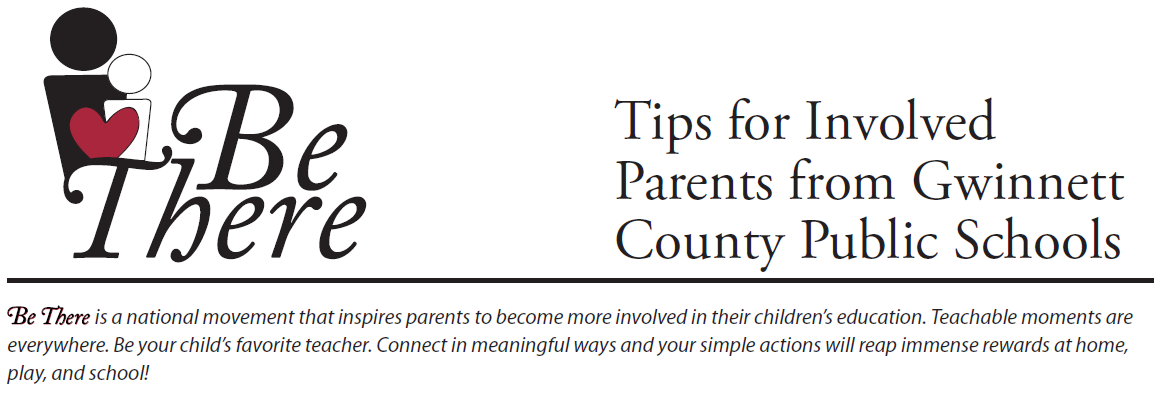 Be
There
Tips for Involved
Parents from Gwinnett
County Public Schools
Be There is a national movement that inspires parents to become more involved in their children’s education. Teachable moments are
everywhere. Be your child’s favorite teacher. Connect in meaningful ways and your simple actions will reap immense rewards at home,
play, and school!